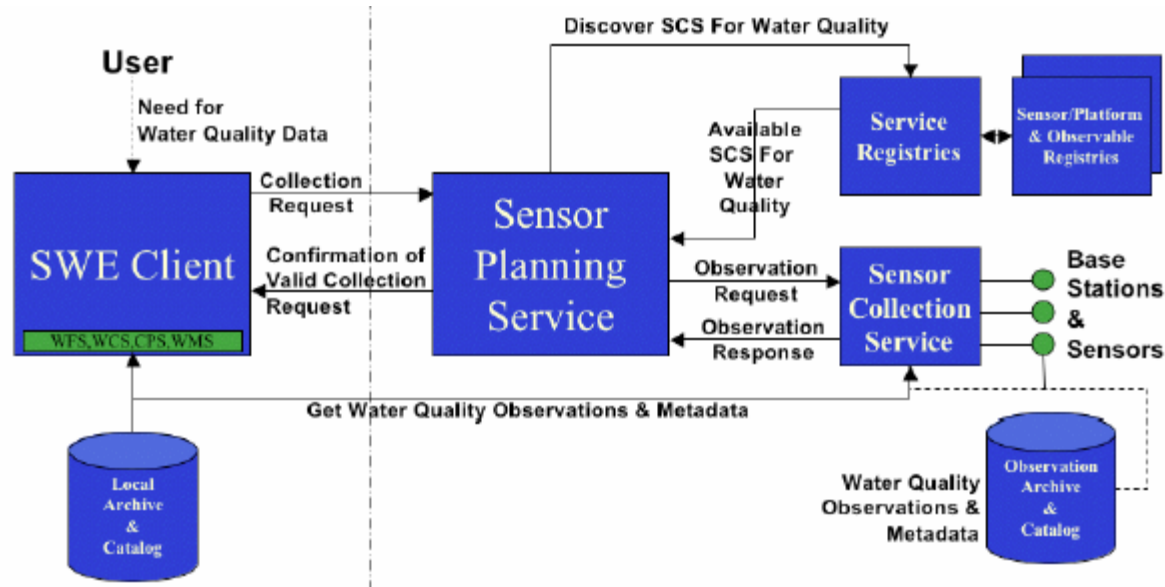 Discover SCS For Water Quality
User
Need for
Water Quality Data
SWE Client
WFS,WCS,CPS,WMS
Collection
Request
Confirmation of
Valid Collection
Request
Sensor
Planning
Service
Available
SCS For
Water
Quality
Service
Registries
Sensor/Platform
& Observable
Registries
Observation
Request
Observation
Response
Sensor
Collection
Service
Base
Stations
&
Sensors
Get Water Quality Observations & Metadata
Local
Archive
&
Catalog
Water Quality
Observations &
Metadata
Observation
Archive
&
Catalog